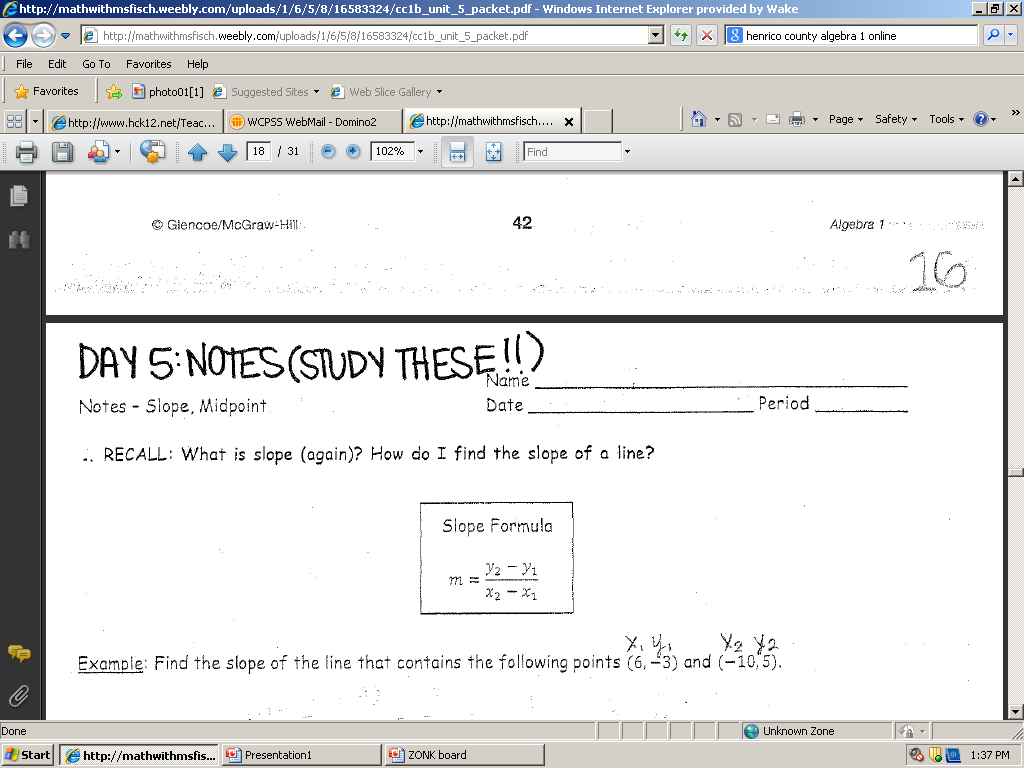 http://mathwithmsfisch.weebly.com/uploads/1/6/5/8/16583324/cc1b_unit_5_packet.pdf - Windows Internet Explorer provided by Wake
http://mathwithmsfisch.weebly.com/uploads/1/6/5/8/16583324/cc1b_unit_5_packet.pdf henrico county algebra 1 online
File Edit Go To Favorites Help
Favorites photo01[1] Suggested Sites Web Slice Gallery
http://www.hck12.net/Teac... WCPSS WebMail - Domino2 http://mathwithmsfisch.... Page Safety Tools »
18 / 31 102% Find
© Glencoe/McGraw-Hill 42 Algebra 1
16
DAY 5: NOTES (STUDY THESE!!)
Name
Notes – Slope, Midpoint Date Period
RECALL: What is slope (again)? How do I find the slope of a line?
Slope Formula
m = y₂ − y₁ / x₂ − x₁
x₁ y₁ x₂ y₂
Example: Find the slope of the line that contains the following points (6,−3) and (−10,5).
Done Unknown Zone
Start http://mathwithmsfis... Presentation1 ZONK board 1:37 PM